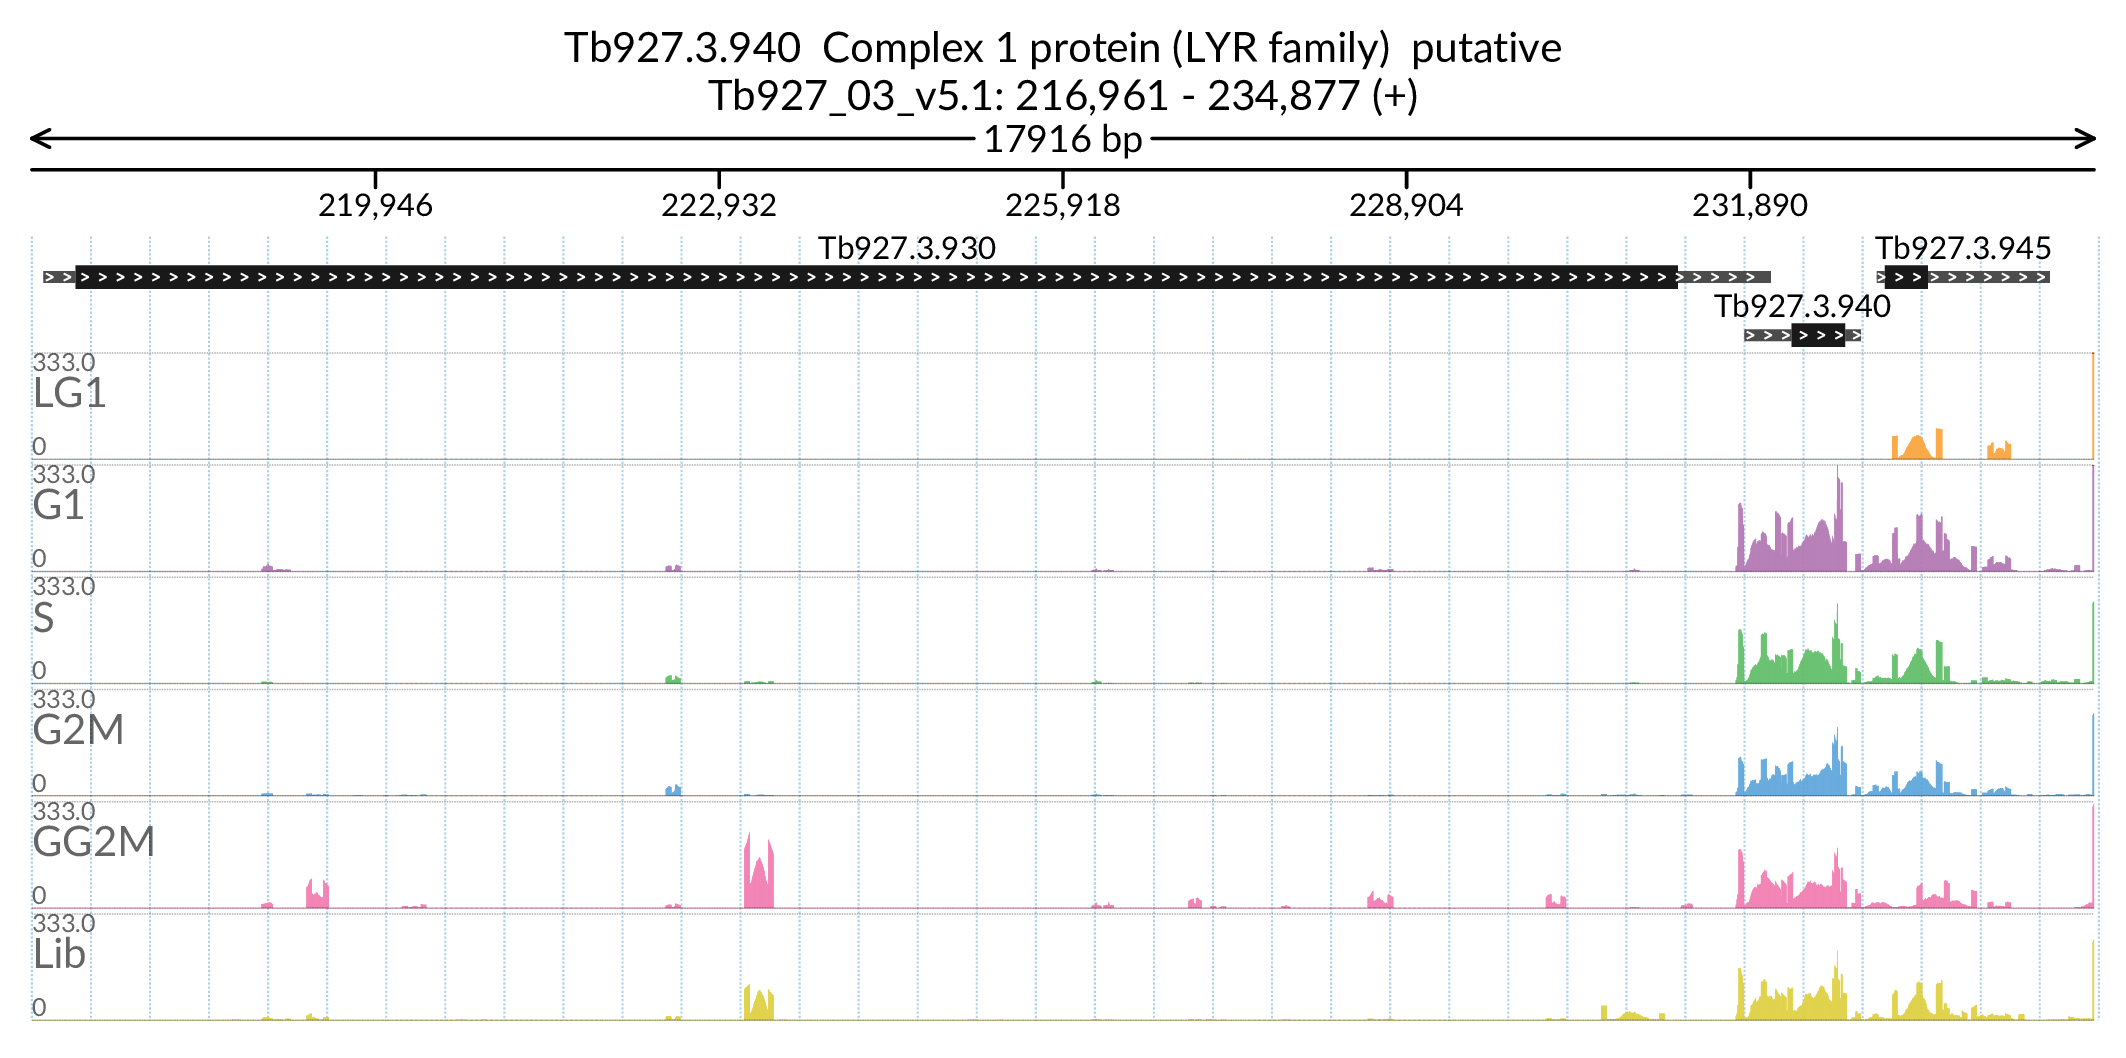 Tb927.3.940  Complex 1 protein (LYR family)  putative
Tb927_03_v5.1: 216,961 - 234,877 (+)
17916 bp
219,946 222,932 225,918 228,904 231,890
Tb927.3.930 Tb927.3.945
Tb927.3.940
333.0
LG1
0
333.0
G1
0
333.0
S
0
333.0
G2M
0
333.0
GG2M
0
333.0
Lib
0